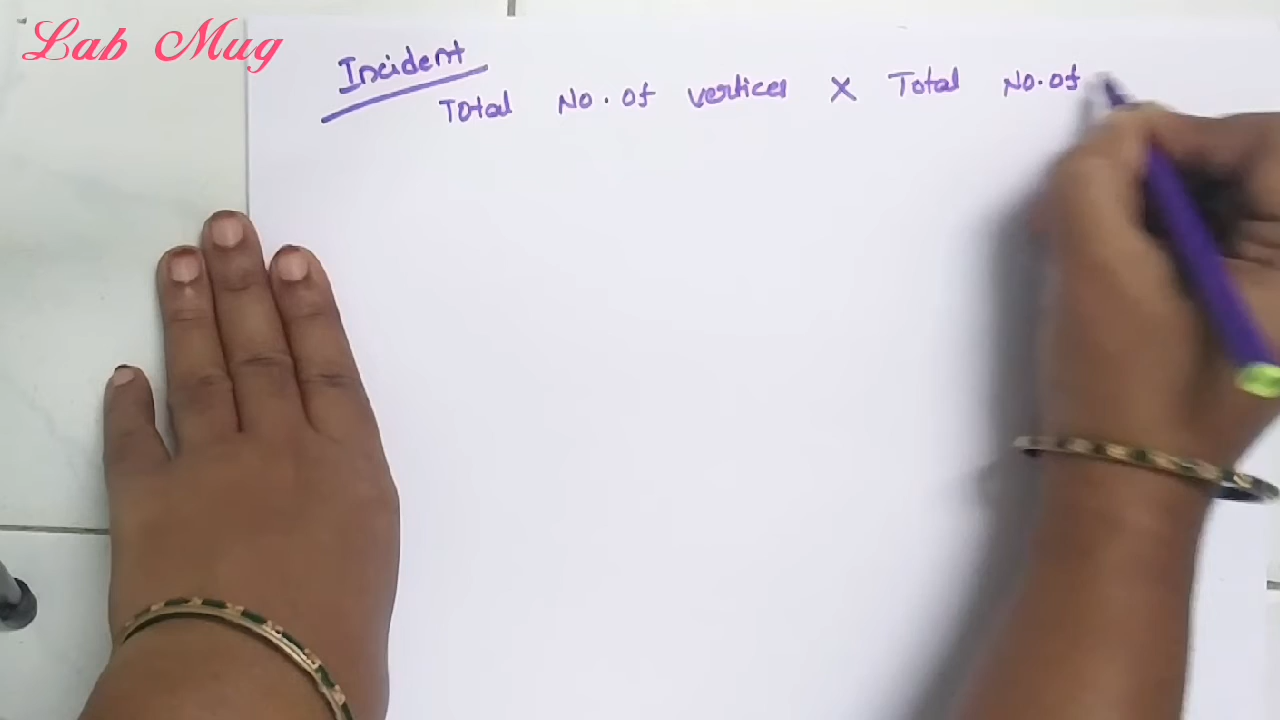 Lab Mug
Incident
Total No. of vertices X Total No. of